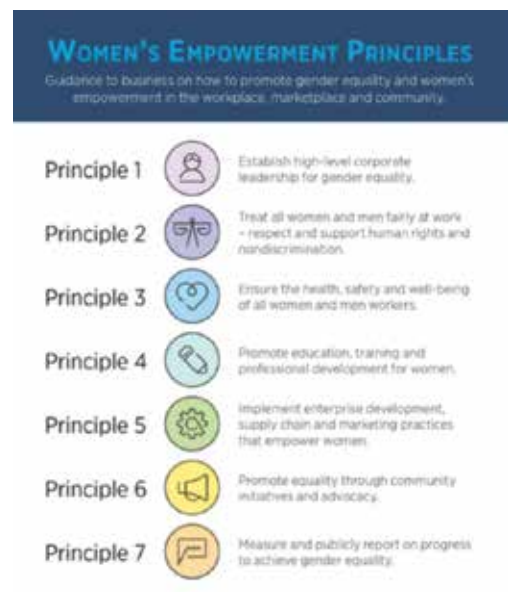 WOMEN'S EMPOWERMENT PRINCIPLES
Guidance to business on how to promote gender equality and women's
empowerment in the workplace, marketplace and community.
Principle 1
Establish high-level corporate
leadership for gender equality.
Principle 2
Treat all women and men fairly at work
– respect and support human rights and
nondiscrimination.
Principle 3
Ensure the health, safety and well-being
of all women and men workers.
Principle 4
Promote education, training and
professional development for women.
Principle 5
Implement enterprise development,
supply chain and marketing practices
that empower women.
Principle 6
Promote equality through community
initiatives and advocacy.
Principle 7
Measure and publicly report on progress
to achieve gender equality.